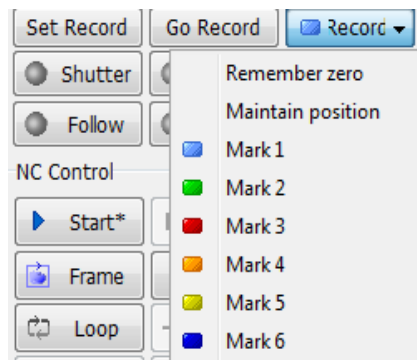 Set Record Go Record Record
Shutter Remember zero
Follow Maintain position
NC Control Mark 1
Mark 2
Start* Mark 3
Frame Mark 4
Mark 5
Loop Mark 6